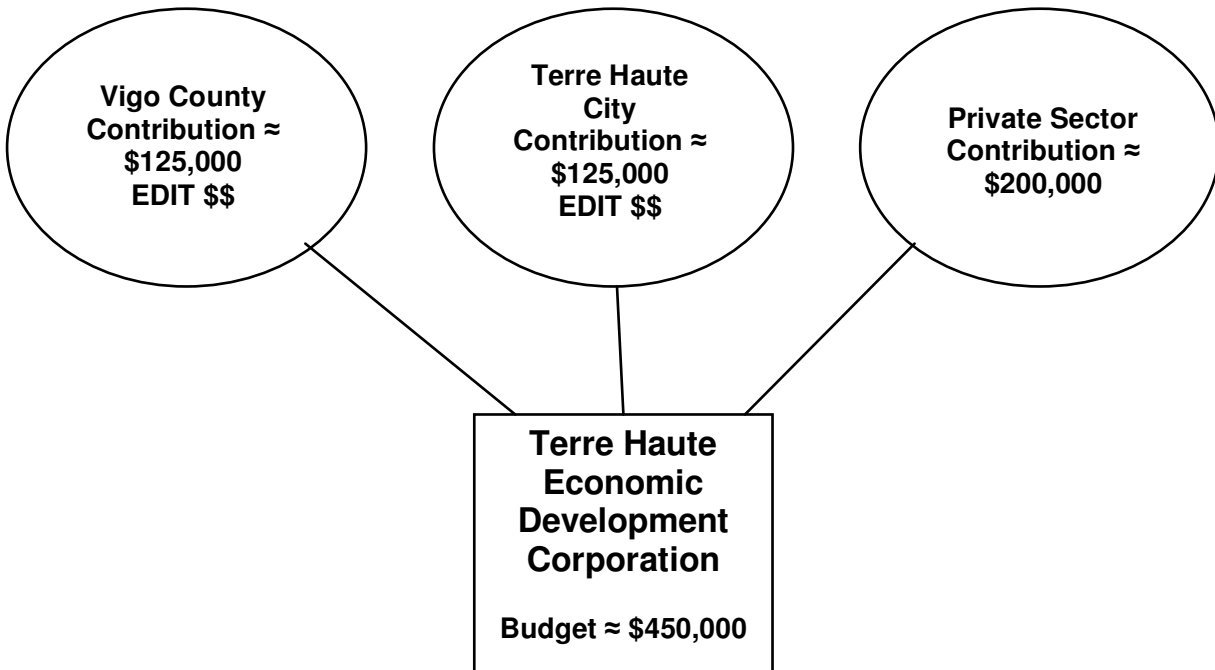 Vigo County
Contribution ≈
$125,000
EDIT $$
Terre Haute
City
Contribution ≈
$125,000
EDIT $$
Private Sector
Contribution ≈
$200,000
Terre Haute
Economic
Development
Corporation
Budget ≈ $450,000